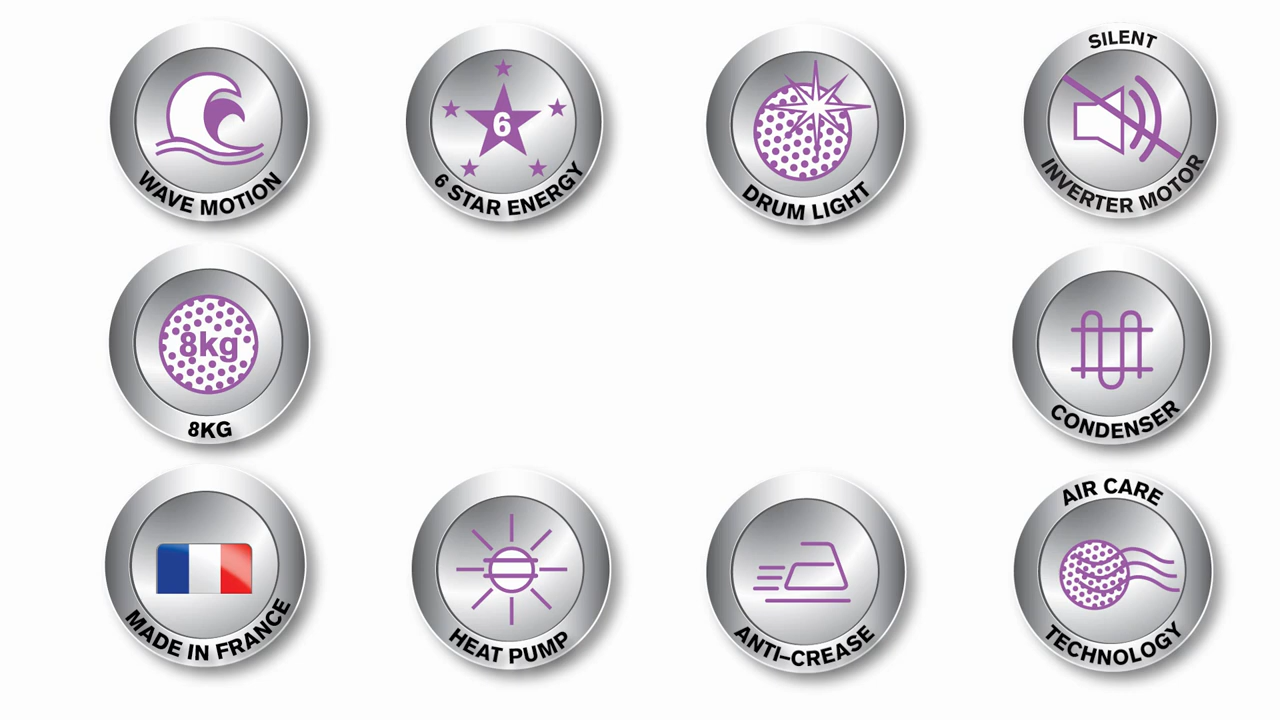 WAVE MOTION
6
6 STAR ENERGY
DRUM LIGHT
SILENT
INVERTER MOTOR
8kg
8KG
CONDENSER
MADE IN FRANCE
HEAT PUMP
ANTI–CREASE
AIR CARE
TECHNOLOGY